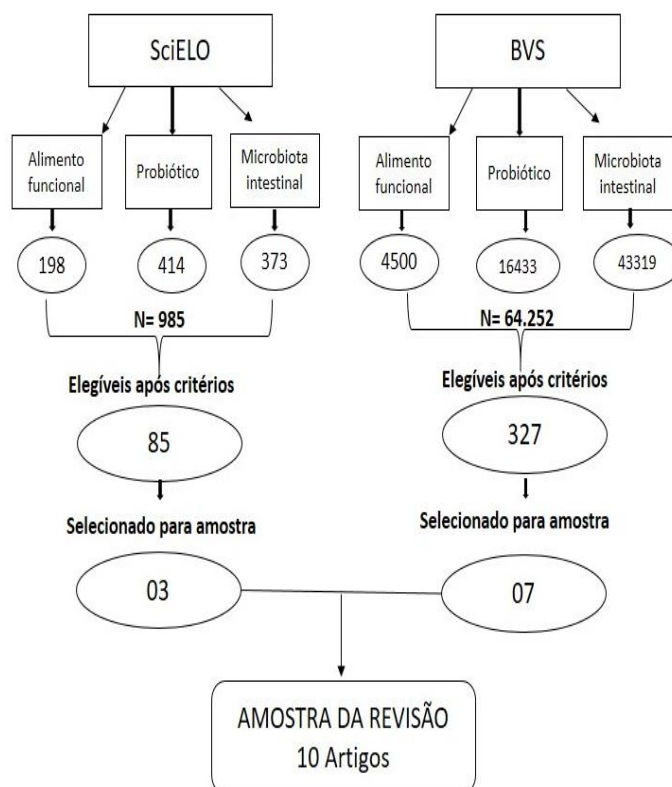 SciELO
BVS
Alimento
funcional
Probiótico
Microbiota
intestinal
Alimento
funcional
Probiótico
Microbiota
intestinal
198
414
373
4500
16433
43319
N= 985
N= 64.252
Elegíveis após critérios
Elegíveis após critérios
85
327
Selecionado para amostra
Selecionado para amostra
03
07
AMOSTRA DA REVISÃO
10 Artigos